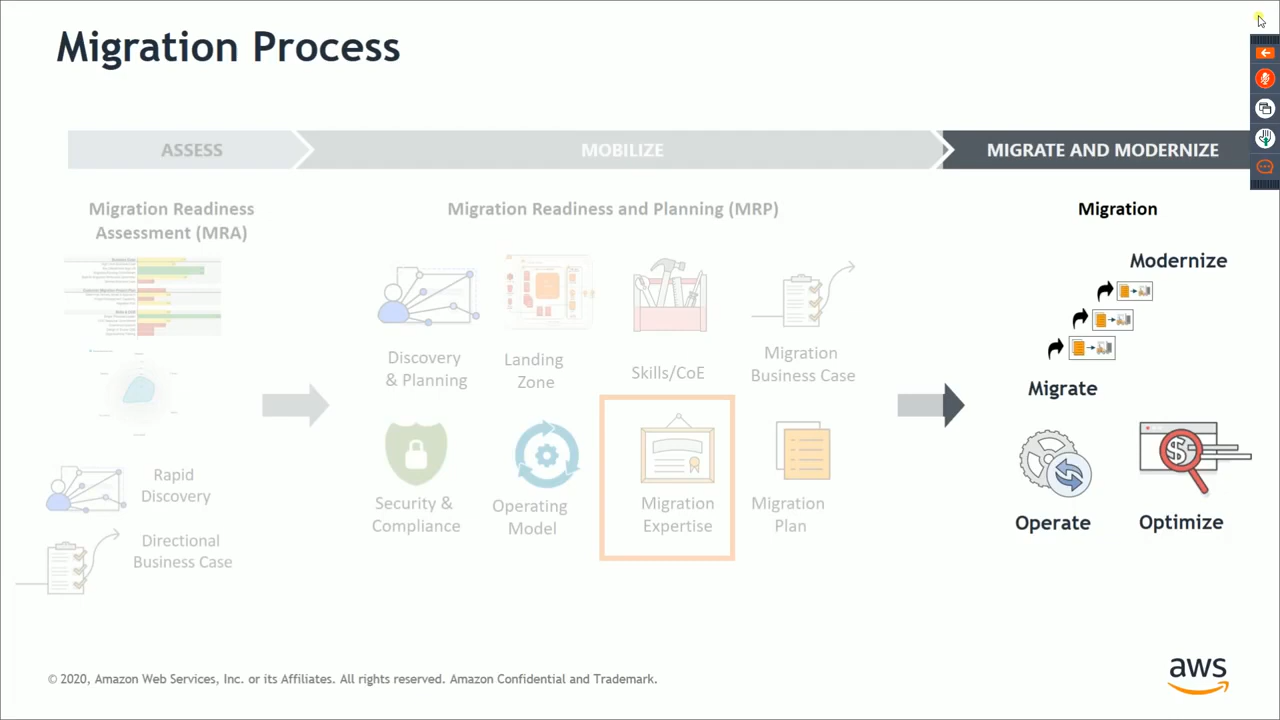 Migration Process
ASSESS
MOBILIZE
MIGRATE AND MODERNIZE
Migration Readiness
Assessment (MRA)
Migration Readiness and Planning (MRP)
Migration
Modernize
Discovery
& Planning
Landing
Zone
Skills/CoE
Migration
Business Case
Migrate
Rapid
Discovery
Security &
Compliance
Operating
Model
Migration
Expertise
Migration
Plan
Operate
Optimize
Directional
Business Case
© 2020, Amazon Web Services, Inc. or its Affiliates. All rights reserved. Amazon Confidential and Trademark.
aws